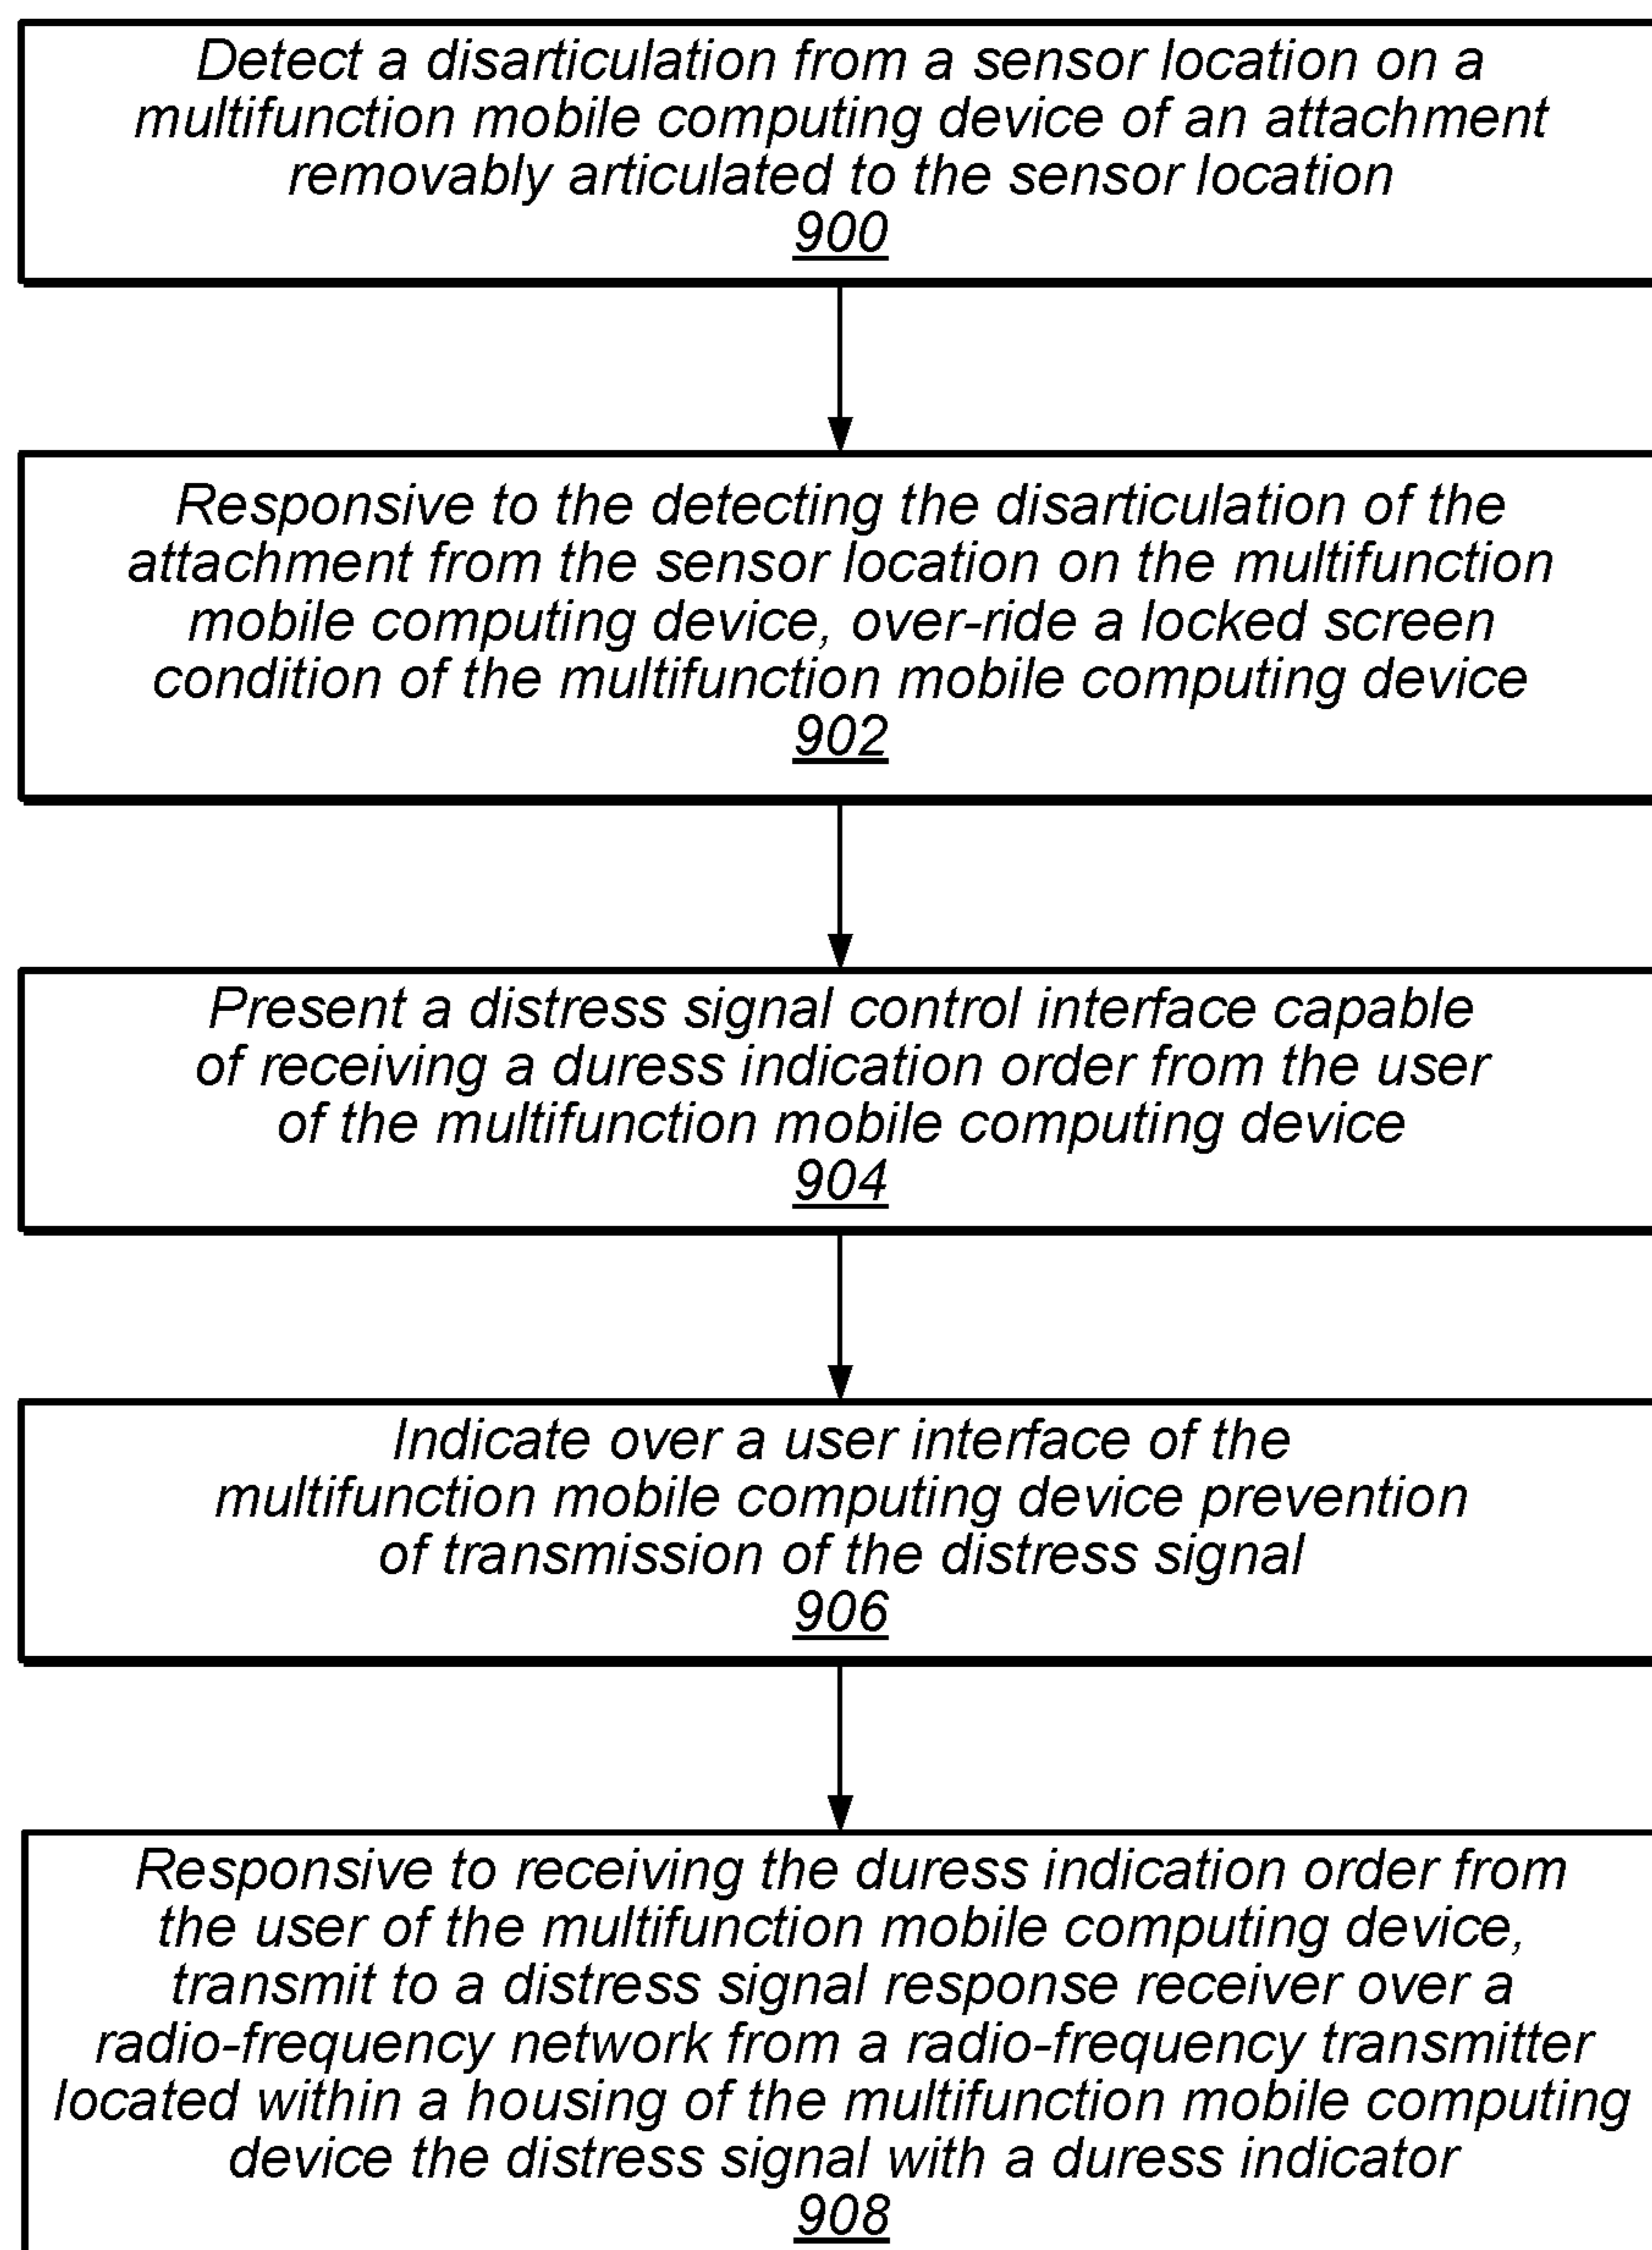 Detect a disarticulation from a sensor location on a
multifunction mobile computing device of an attachment
removably articulated to the sensor location
900
Responsive to the detecting the disarticulation of the
attachment from the sensor location on the multifunction
mobile computing device, over-ride a locked screen
condition of the multifunction mobile computing device
902
Present a distress signal control interface capable
of receiving a duress indication order from the user
of the multifunction mobile computing device
904
Indicate over a user interface of the
multifunction mobile computing device prevention
of transmission of the distress signal
906
Responsive to receiving the duress indication order from
the user of the multifunction mobile computing device,
transmit to a distress signal response receiver over a
radio-frequency network from a radio-frequency transmitter
located within a housing of the multifunction mobile computing
device the distress signal with a duress indicator
908